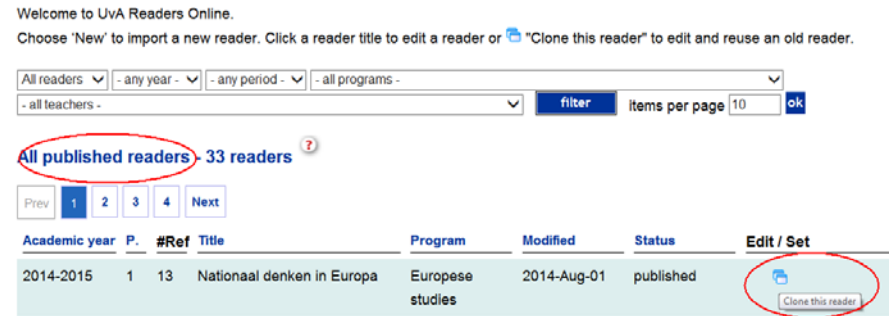 Welcome to UvA Readers Online.
Choose 'New' to import a new reader. Click a reader title to edit a reader or "Clone this reader" to edit and reuse an old reader.
All readers - any year - - any period - - all programs -
- all teachers - filter items per page 10 ok
All published readers - 33 readers ?
Prev 1 2 3 4 Next
Academic year P. #Ref Title Program Modified Status Edit / Set
2014-2015 1 13 Nationaal denken in Europa Europese 2014-Aug-01 published
studies
Clone this reader